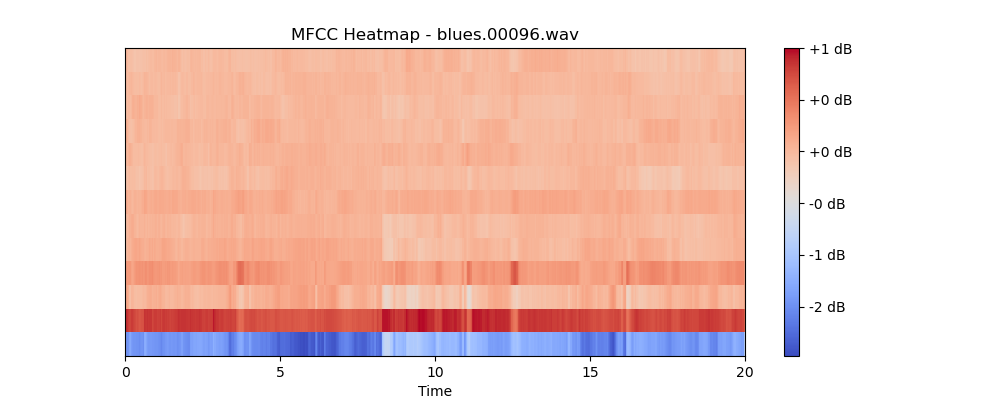 MFCC Heatmap - blues.00096.wav
+1 dB
+0 dB
+0 dB
-0 dB
-1 dB
-2 dB
0
5
10
15
20
Time